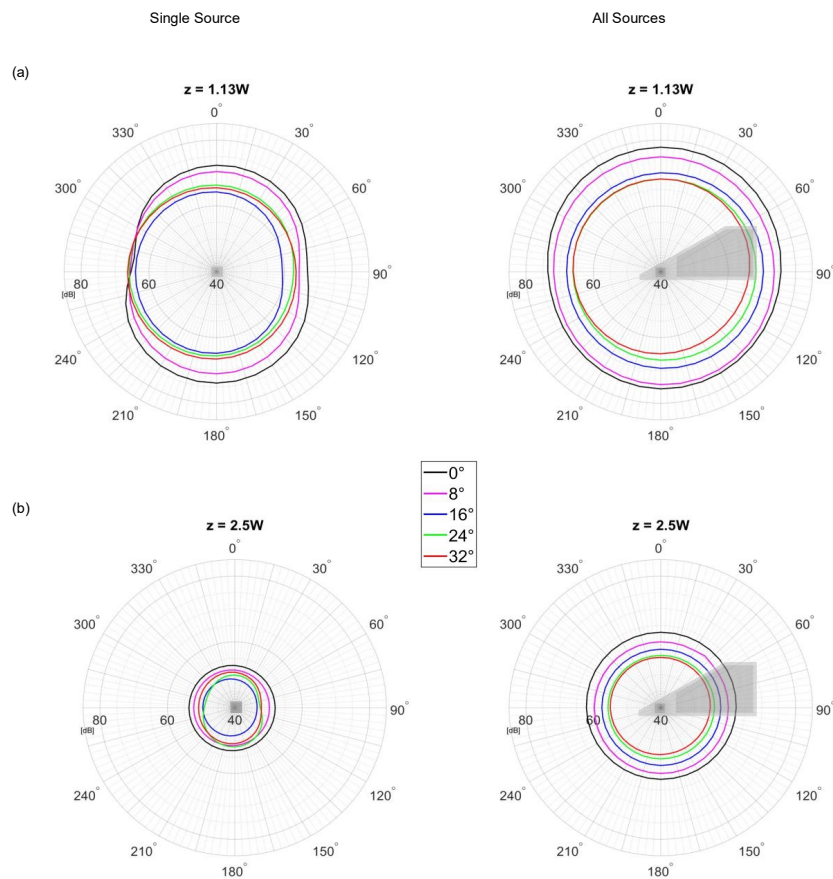 Single Source
All Sources
(a)
z = 1.13W
z = 1.13W
0°
0°
330° 30°
330° 30°
300° 60°
300° 60°
80 60 40 90°
80 60 40 90°
[dB]
[dB]
240° 120°
240° 120°
210° 150°
210° 150°
180°
180°
0°
8°
16°
24°
32°
(b)
z = 2.5W
z = 2.5W
0°
0°
330° 30°
330° 30°
300° 60°
300° 60°
80 60 40 90°
80 60 40 90°
[dB]
[dB]
240° 120°
240° 120°
210° 150°
210° 150°
180°
180°